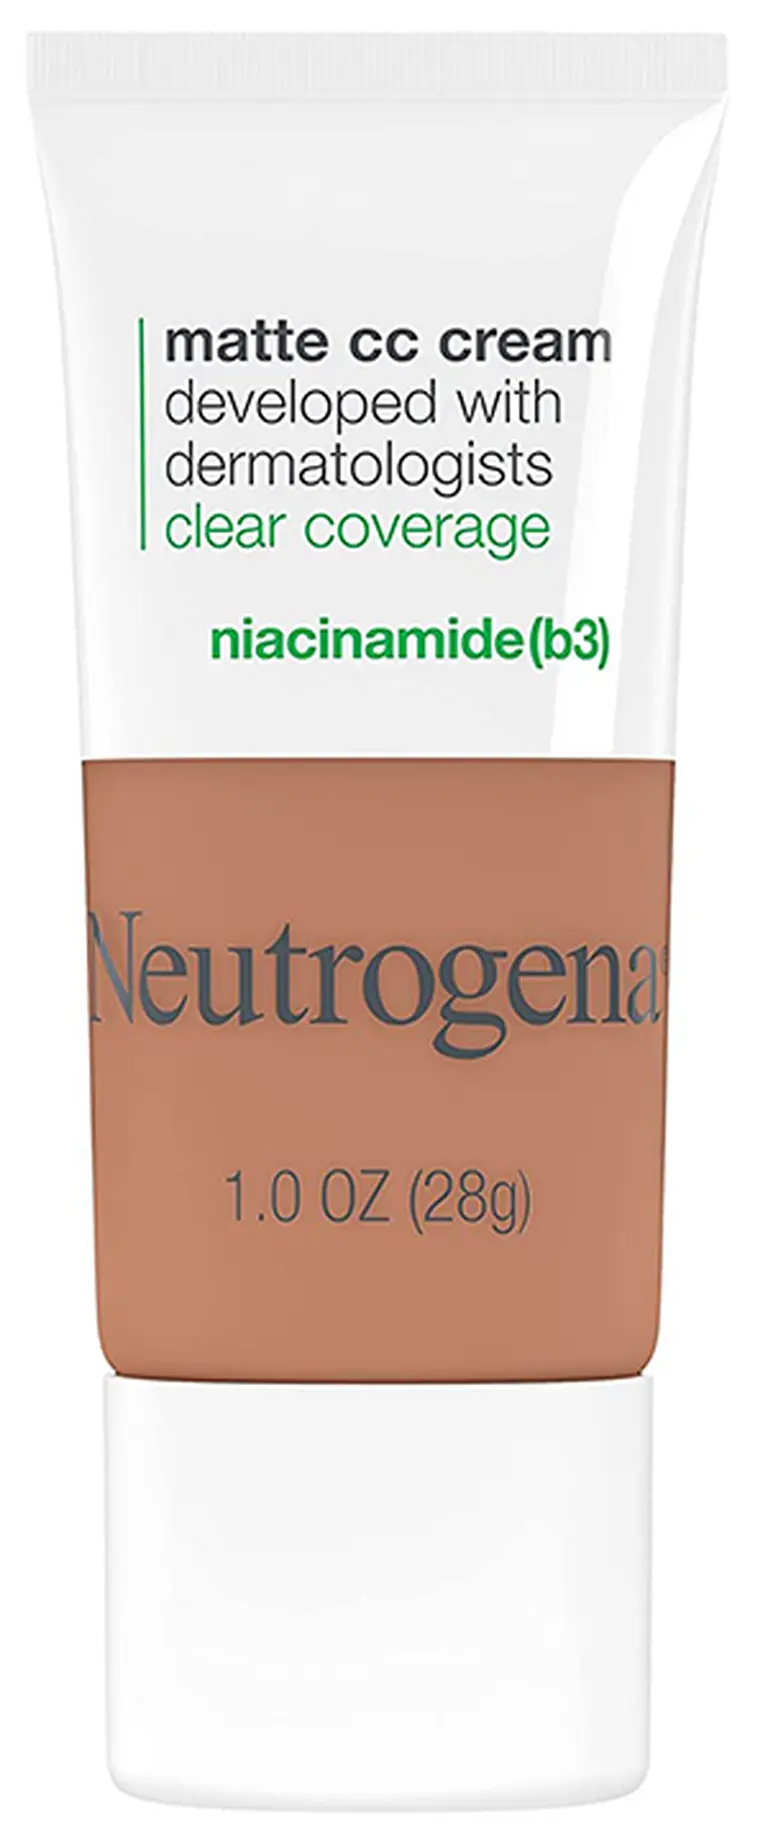 matte cc cream
developed with
dermatologists
clear coverage
niacinamide(b3)
Neutrogena®
1.0 OZ (28g)